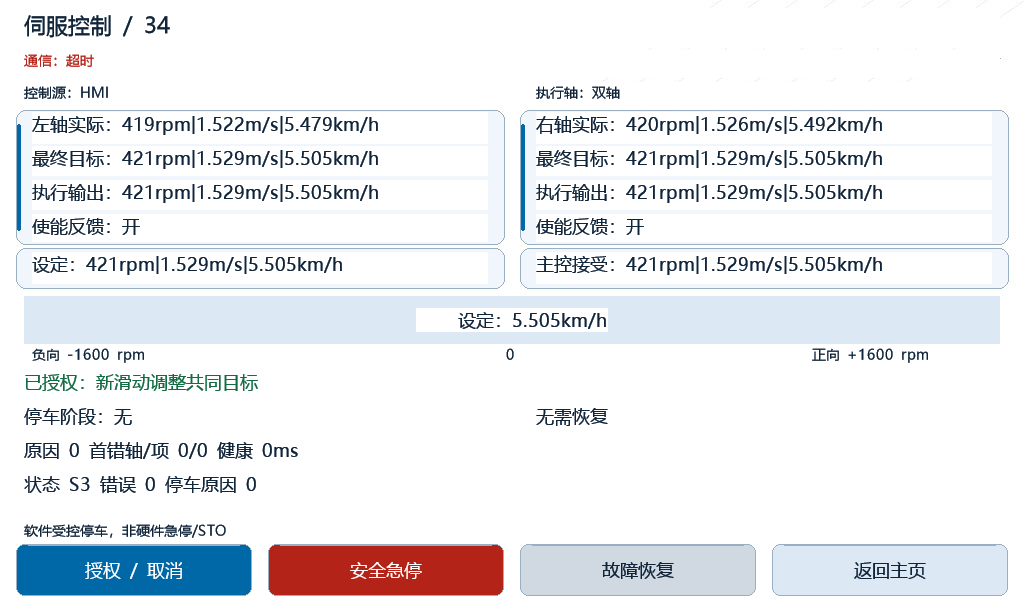 伺服控制 / 34
通信：超时
控制源：HMI
执行轴：双轴
左轴实际：419rpm|1.522m/s|5.479km/h
最终目标：421rpm|1.529m/s|5.505km/h
执行输出：421rpm|1.529m/s|5.505km/h
使能反馈：开
右轴实际：420rpm|1.526m/s|5.492km/h
最终目标：421rpm|1.529m/s|5.505km/h
执行输出：421rpm|1.529m/s|5.505km/h
使能反馈：开
设定：421rpm|1.529m/s|5.505km/h
主控接受：421rpm|1.529m/s|5.505km/h
设定：5.505km/h
负向 -1600 rpm
0
正向 +1600 rpm
已授权：新滑动调整共同目标
停车阶段：无
无需恢复
原因 0 首错轴/项 0/0 健康 0ms
状态 S3 错误 0 停车原因 0
软件受控停车，非硬件急停/STO
授权 / 取消
安全急停
故障恢复
返回主页